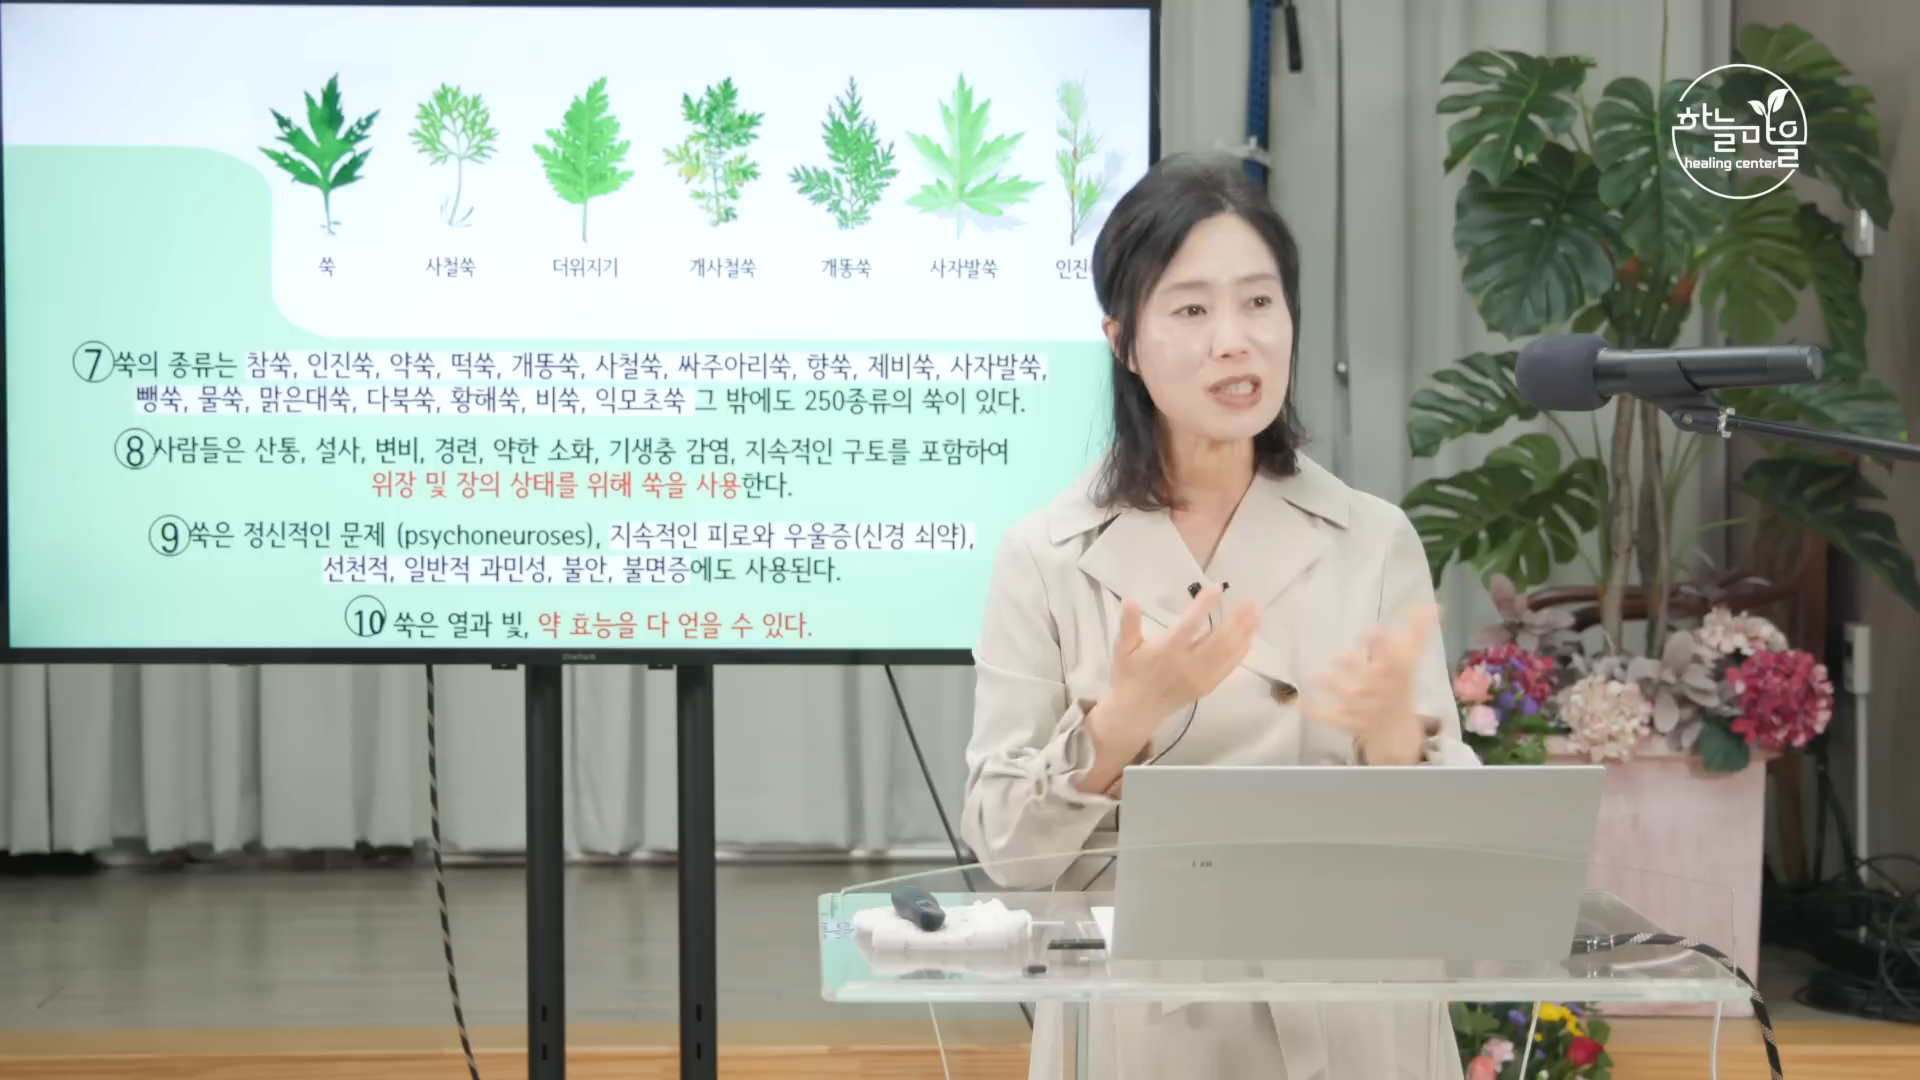 하늘마을
healing center
쑥 사철쑥 더위지기 개사철쑥 개똥쑥 사자발쑥 인진
⑦쑥의 종류는 참쑥, 인진쑥, 약쑥, 떡쑥, 개똥쑥, 사철쑥, 싸주아리쑥, 향쑥, 제비쑥, 사자발쑥,
뺑쑥, 물쑥, 맑은대쑥, 다북쑥, 황해쑥, 비쑥, 익모초쑥 그 밖에도 250종류의 쑥이 있다.
⑧사람들은 산통, 설사, 변비, 경련, 약한 소화, 기생충 감염, 지속적인 구토를 포함하여
위장 및 장의 상태를 위해 쑥을 사용한다.
⑨쑥은 정신적인 문제 (psychoneuroses), 지속적인 피로와 우울증(신경 쇠약),
선천적, 일반적 과민성, 불안, 불면증에도 사용된다.
⑩ 쑥은 열과 빛, 약 효능을 다 얻을 수 있다.